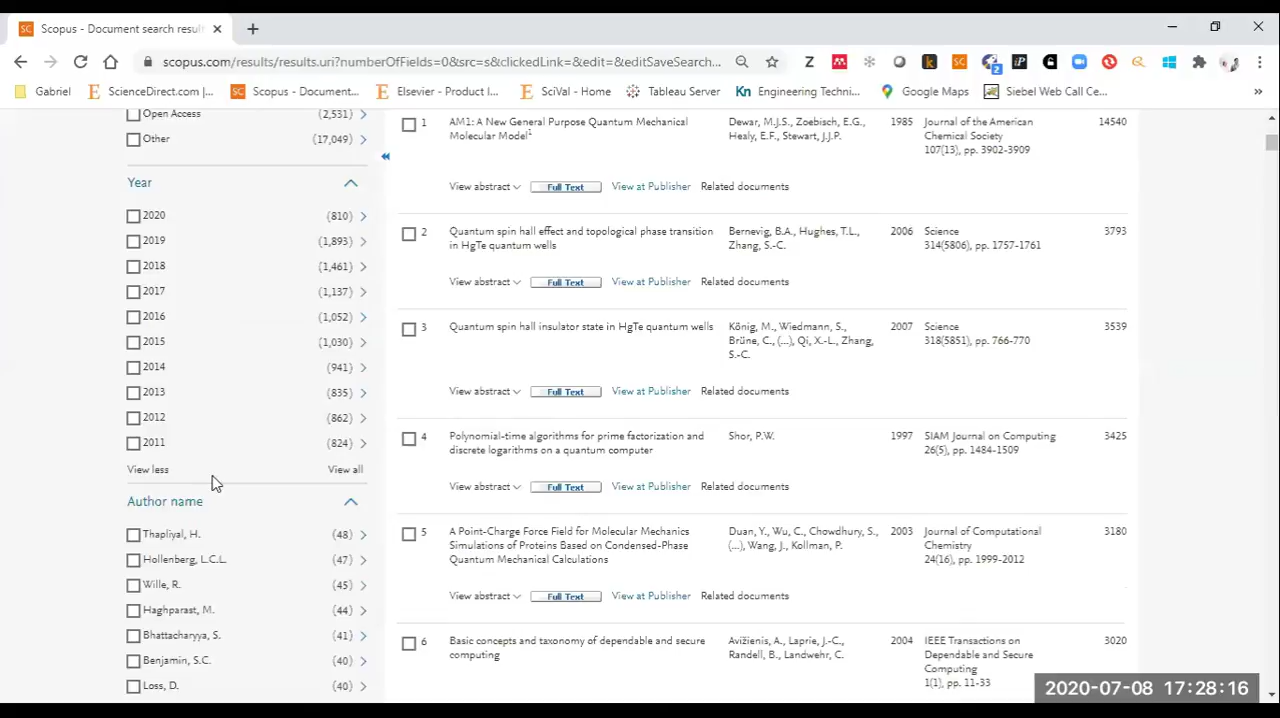 Scopus - Document search result
scopus.com/results/results.uri?numberOfFields=0&src=s&clickedLink=&edit=&editSaveSearch...
Gabriel
ScienceDirect.com |...
Scopus - Document...
Elsevier - Product I...
SciVal - Home
Tableau Server
Kn Engineering Techni...
Google Maps
Siebel Web Call Ce...
»
Open Access (2,531)
Other (17,049)
Year
2020 (810)
2019 (1,893)
2018 (1,461)
2017 (1,137)
2016 (1,052)
2015 (1,030)
2014 (941)
2013 (835)
2012 (862)
2011 (824)
View less View all
Author name
Thapliyal, H. (48)
Hollenberg, L.C.L. (47)
Wille, R. (45)
Haghparast, M. (44)
Bhattacharyya, S. (41)
Benjamin, S.C. (40)
Loss, D. (40)
1 AM1: A New General Purpose Quantum Mechanical Dewar, M.J.S., Zoebisch, E.G., 1985 Journal of the American 14540
Molecular Model1 Healy, E.F., Stewart, J.J.P. Chemical Society
107(13), pp. 3902-3909
View abstract Full Text View at Publisher Related documents
2 Quantum spin hall effect and topological phase transition Bernevig, B.A., Hughes, T.L., 2006 Science 3793
in HgTe quantum wells Zhang, S.-C. 314(5806), pp. 1757-1761
View abstract Full Text View at Publisher Related documents
3 Quantum spin hall insulator state in HgTe quantum wells König, M., Wiedmann, S., 2007 Science 3539
Brüne, C., (...), Qi, X.-L., Zhang, 318(5851), pp. 766-770
S.-C.
View abstract Full Text View at Publisher Related documents
4 Polynomial-time algorithms for prime factorization and Shor, P.W. 1997 SIAM Journal on Computing 3425
discrete logarithms on a quantum computer 26(5), pp. 1484-1509
View abstract Full Text View at Publisher Related documents
5 A Point-Charge Force Field for Molecular Mechanics Duan, Y., Wu, C., Chowdhury, S., 2003 Journal of Computational 3180
Simulations of Proteins Based on Condensed-Phase (...), Wang, J., Kollman, P. Chemistry
Quantum Mechanical Calculations 24(16), pp. 1999-2012
View abstract Full Text View at Publisher Related documents
6 Basic concepts and taxonomy of dependable and secure Avižienis, A., Laprie, J.-C., 2004 IEEE Transactions on 3020
computing Randell, B., Landwehr, C. Dependable and Secure
Computing
1(1), pp. 11-33
2020-07-08 17:28:16